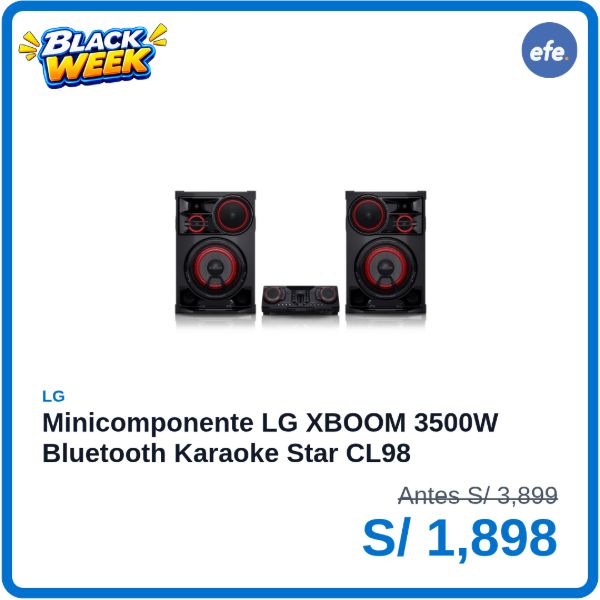 BLACK
WEEK
efe.
LG
Minicomponente LG XBOOM 3500W
Bluetooth Karaoke Star CL98
Antes S/ 3,899
S/ 1,898